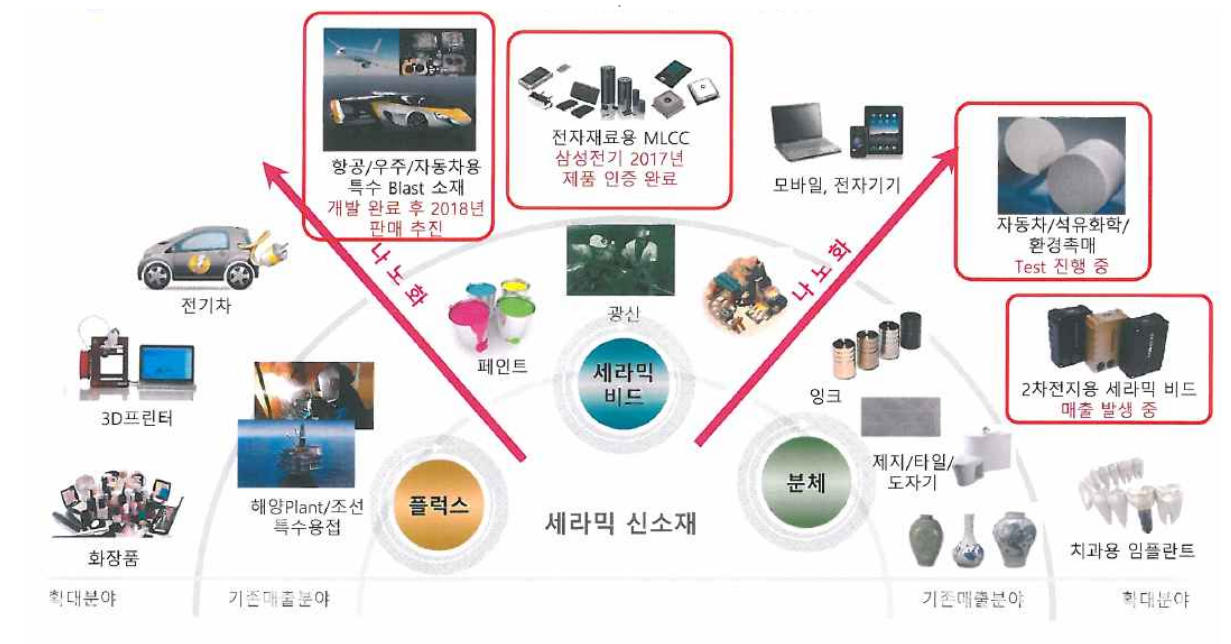 항공/우주/자동차용
특수 Blast 소재
개발 완료 후 2018년
판매 추진
전자재료용 MLCC
삼성전기 2017년
제품 인증 완료
모바일, 전자기기
자동차/석유화학/
환경촉매
Test 진행 중
나노화
나노화
전기차
광산
페인트
세라믹
비드
잉크
2차전지용 세라믹 비드
매출 발생 중
3D프린터
제지/타일/
도자기
해양Plant/조선
특수용접
플럭스
분체
세라믹 신소재
화장품
치과용 임플란트
확대분야
기존매출분야
기존매출분야
확대분야